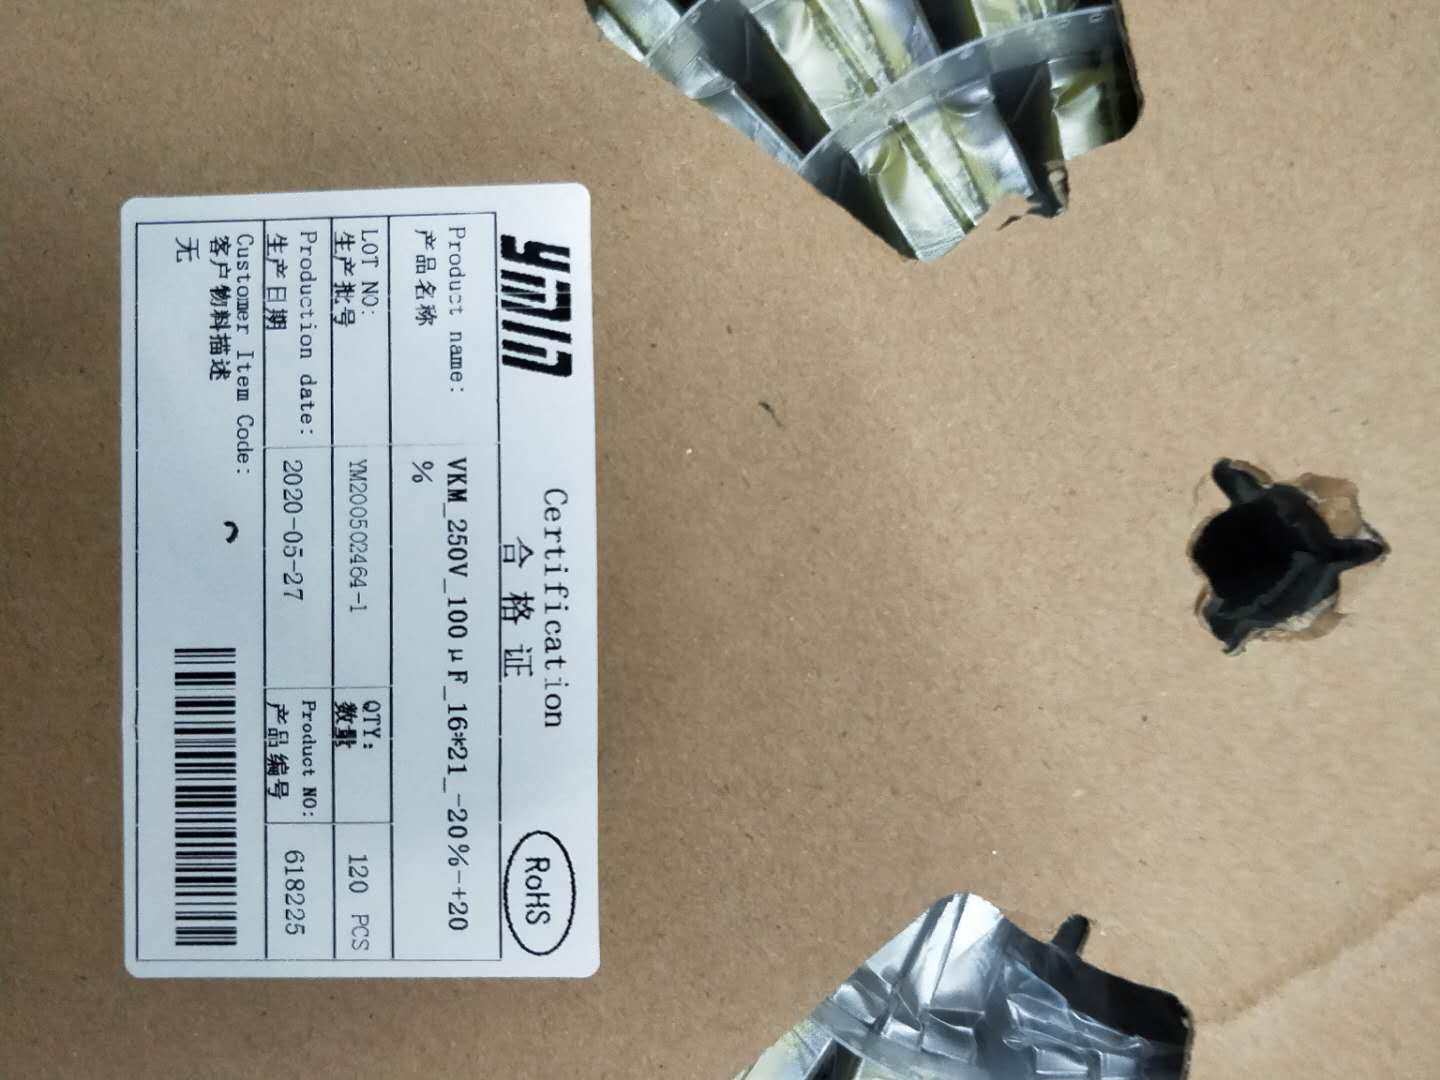 ymin
Certification
合格证
RoHS
Product name:
产品名称
VKM_250V_100μF_16*21_-20%-+20
%
LOT NO:
生产批号
YM200502464-1
QTY:
数量
120 PCS
Production date:
生产日期
2020-05-27
Product NO:
产品编号
618225
Customer Item Code:
客户物料描述
无